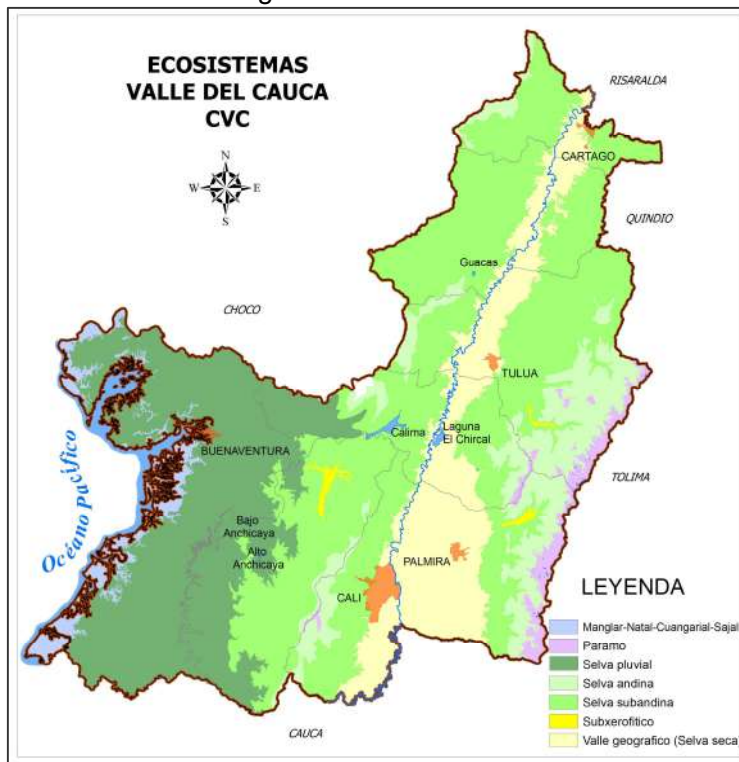 ECOSISTEMAS
VALLE DEL CAUCA
CVC
N
W
E
S
RISARALDA
CARTAGO
QUINDIO
Guacas
CHOCO
TULUA
Calima
Laguna
El Chircal
BUENAVENTURA
TOLIMA
Océano Pacífico
Bajo
Anchicaya
Alto
Anchicaya
PALMIRA
CALI
CAUCA
LEYENDA
Manglar-Natal-Cuangarial-Sajal
Paramo
Selva pluvial
Selva andina
Selva subandina
Subxerofitico
Valle geografico (Selva seca)